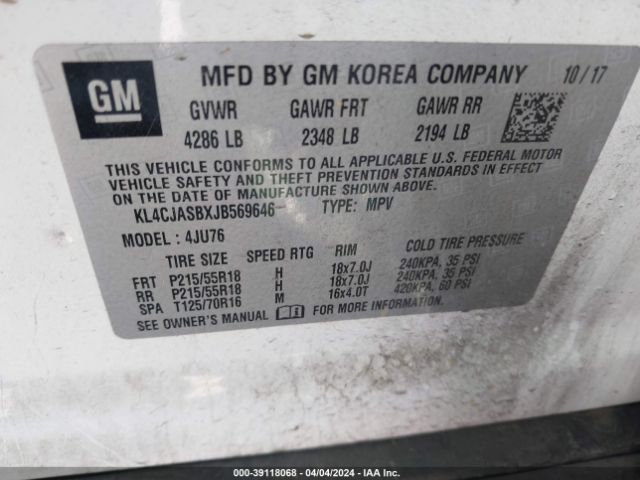 GM
MFD BY GM KOREA COMPANY 10/17
GVWR GAWR FRT GAWR RR
4286 LB 2348 LB 2194 LB
THIS VEHICLE CONFORMS TO ALL APPLICABLE U.S. FEDERAL MOTOR
VEHICLE SAFETY AND THEFT PREVENTION STANDARDS IN EFFECT
ON THE DATE OF MANUFACTURE SHOWN ABOVE.
KL4CJASBXJB569646 TYPE: MPV
MODEL: 4JU76
TIRE SIZE SPEED RTG RIM COLD TIRE PRESSURE
FRT P215/55R18 H 18x7.0J 240KPA, 35 PSI
RR P215/55R18 H 18x7.0J 240KPA, 35 PSI
SPA T125/70R16 M 16x4.0T 420KPA, 60 PSI
SEE OWNER'S MANUAL FOR MORE INFORMATION.
000-39118068 | 04/04/2024 | IAA Inc.